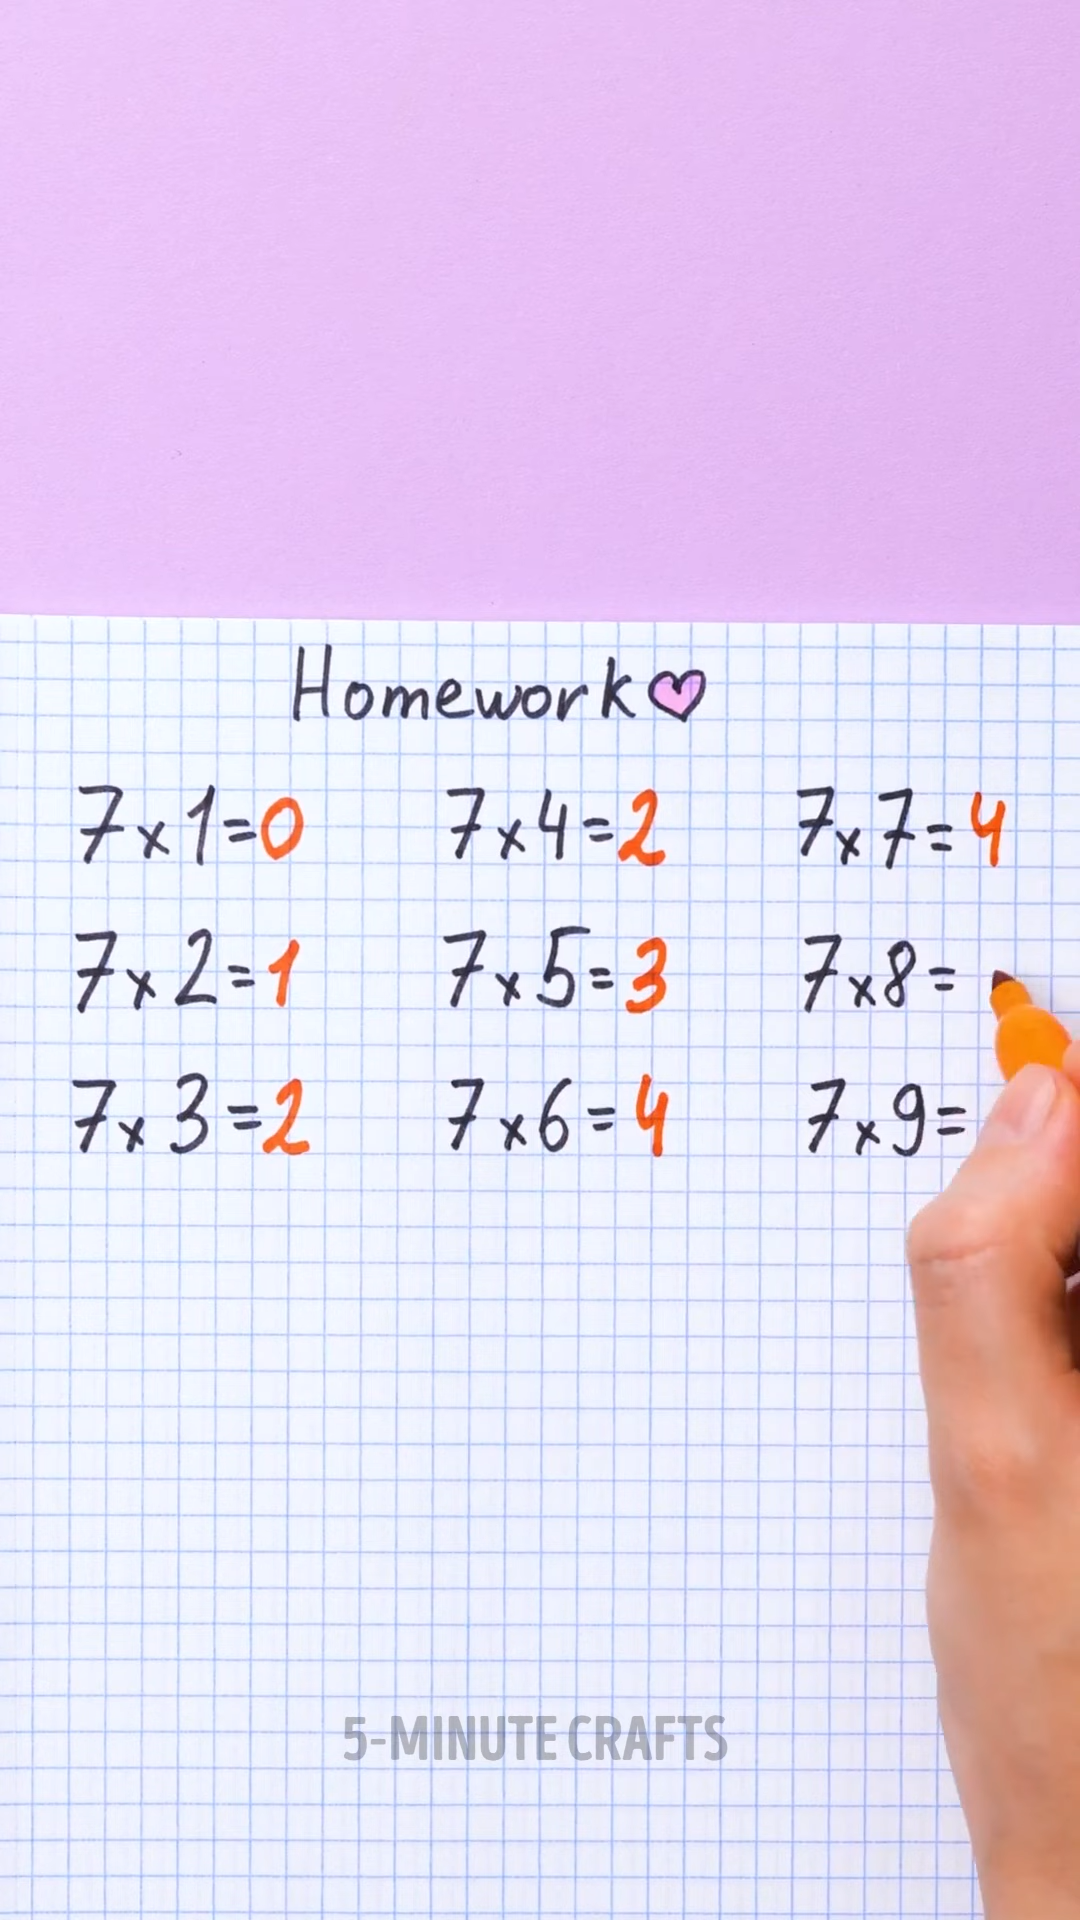 Homework
7x1=0 7x4=2 7x7=4
7x2=1 7x5=3 7x8=
7x3=2 7x6=4 7x9=
5-MINUTE CRAFTS